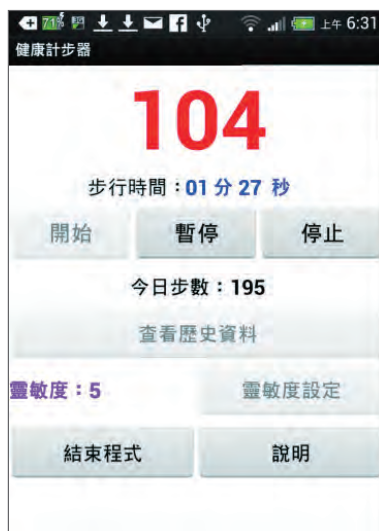 71% 上午 6:31
健康計步器
104
步行時間：01 分 27 秒
開始 暫停 停止
今日步數：195
查看歷史資料
靈敏度：5 靈敏度設定
結束程式 說明